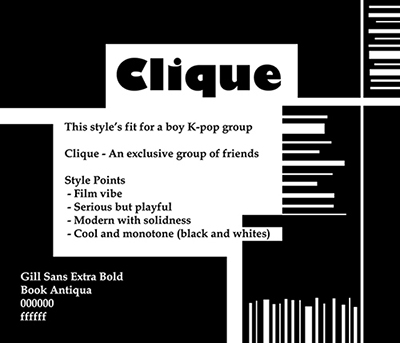 Clique
This style's fit for a boy K-pop group
Clique - An exclusive group of friends
Style Points
- Film vibe
- Serious but playful
- Modern with solidness
- Cool and monotone (black and whites)
Gill Sans Extra Bold
Book Antiqua
000000
ffffff